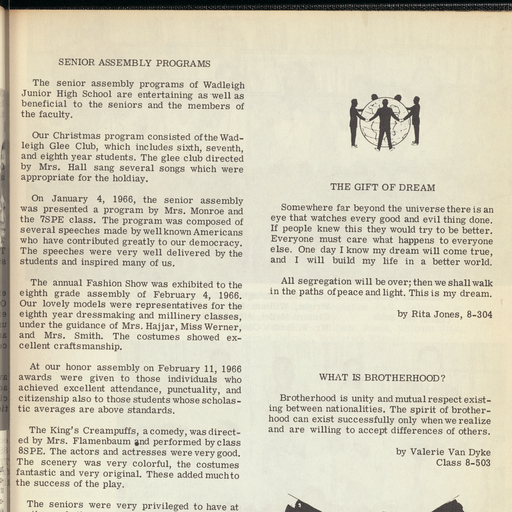 SENIOR ASSEMBLY PROGRAMS
The senior assembly programs of Wadleigh
Junior High School are entertaining as well as
beneficial to the seniors and the members of
the faculty.
Our Christmas program consisted of the Wad-
leigh Glee Club, which includes sixth, seventh,
and eighth year students. The glee club directed
by Mrs. Hall sang several songs which were
appropriate for the holdiay.
On January 4, 1966, the senior assembly
was presented a program by Mrs. Monroe and
the 7SPE class. The program was composed of
several speeches made by well known Americans
who have contributed greatly to our democracy.
The speeches were very well delivered by the
students and inspired many of us.
The annual Fashion Show was exhibited to the
eighth grade assembly of February 4, 1966.
Our lovely models were representatives for the
eighth year dressmaking and millinery classes,
under the guidance of Mrs. Hajjar, Miss Werner,
and Mrs. Smith. The costumes showed ex-
cellent craftsmanship.
At our honor assembly on February 11, 1966
awards were given to those individuals who
achieved excellent attendance, punctuality, and
citizenship also to those students whose scholas-
tic averages are above standards.
The King's Creampuffs, a comedy, was direct-
ed by Mrs. Flamenbaum and performed by class
8SPE. The actors and actresses were very good.
The scenery was very colorful, the costumes
fantastic and very original. These added much to
the success of the play.
The seniors were very privileged to have at
THE GIFT OF DREAM
Somewhere far beyond the universe there is an
eye that watches every good and evil thing done.
If people knew this they would try to be better.
Everyone must care what happens to everyone
else. One day I know my dream will come true,
and I will build my life in a better world.
All segregation will be over; then we shall walk
in the paths of peace and light. This is my dream.
by Rita Jones, 8-304
WHAT IS BROTHERHOOD?
Brotherhood is unity and mutual respect exist-
ing between nationalities. The spirit of brother-
hood can exist successfully only when we realize
and are willing to accept differences of others.
by Valerie Van Dyke
Class 8-503